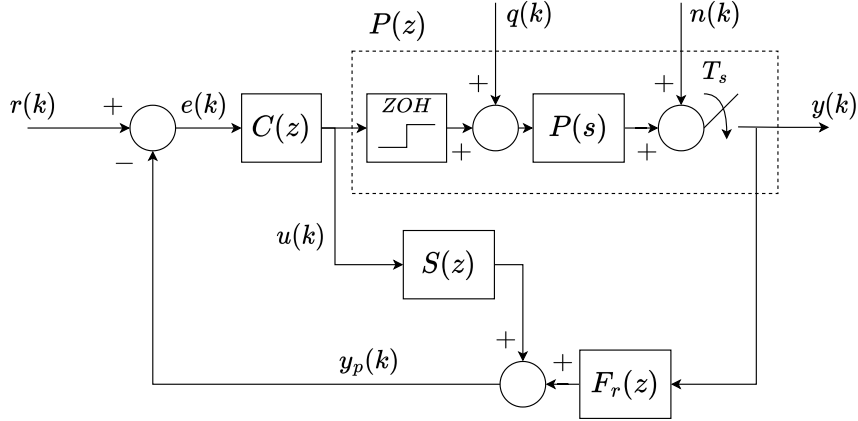 P(z)
q(k)
n(k)
r(k)
+
e(k)
C(z)
ZOH
+
+
P(s)
+
+
T_s
y(k)
−
u(k)
S(z)
+
y_p(k)
+
F_r(z)